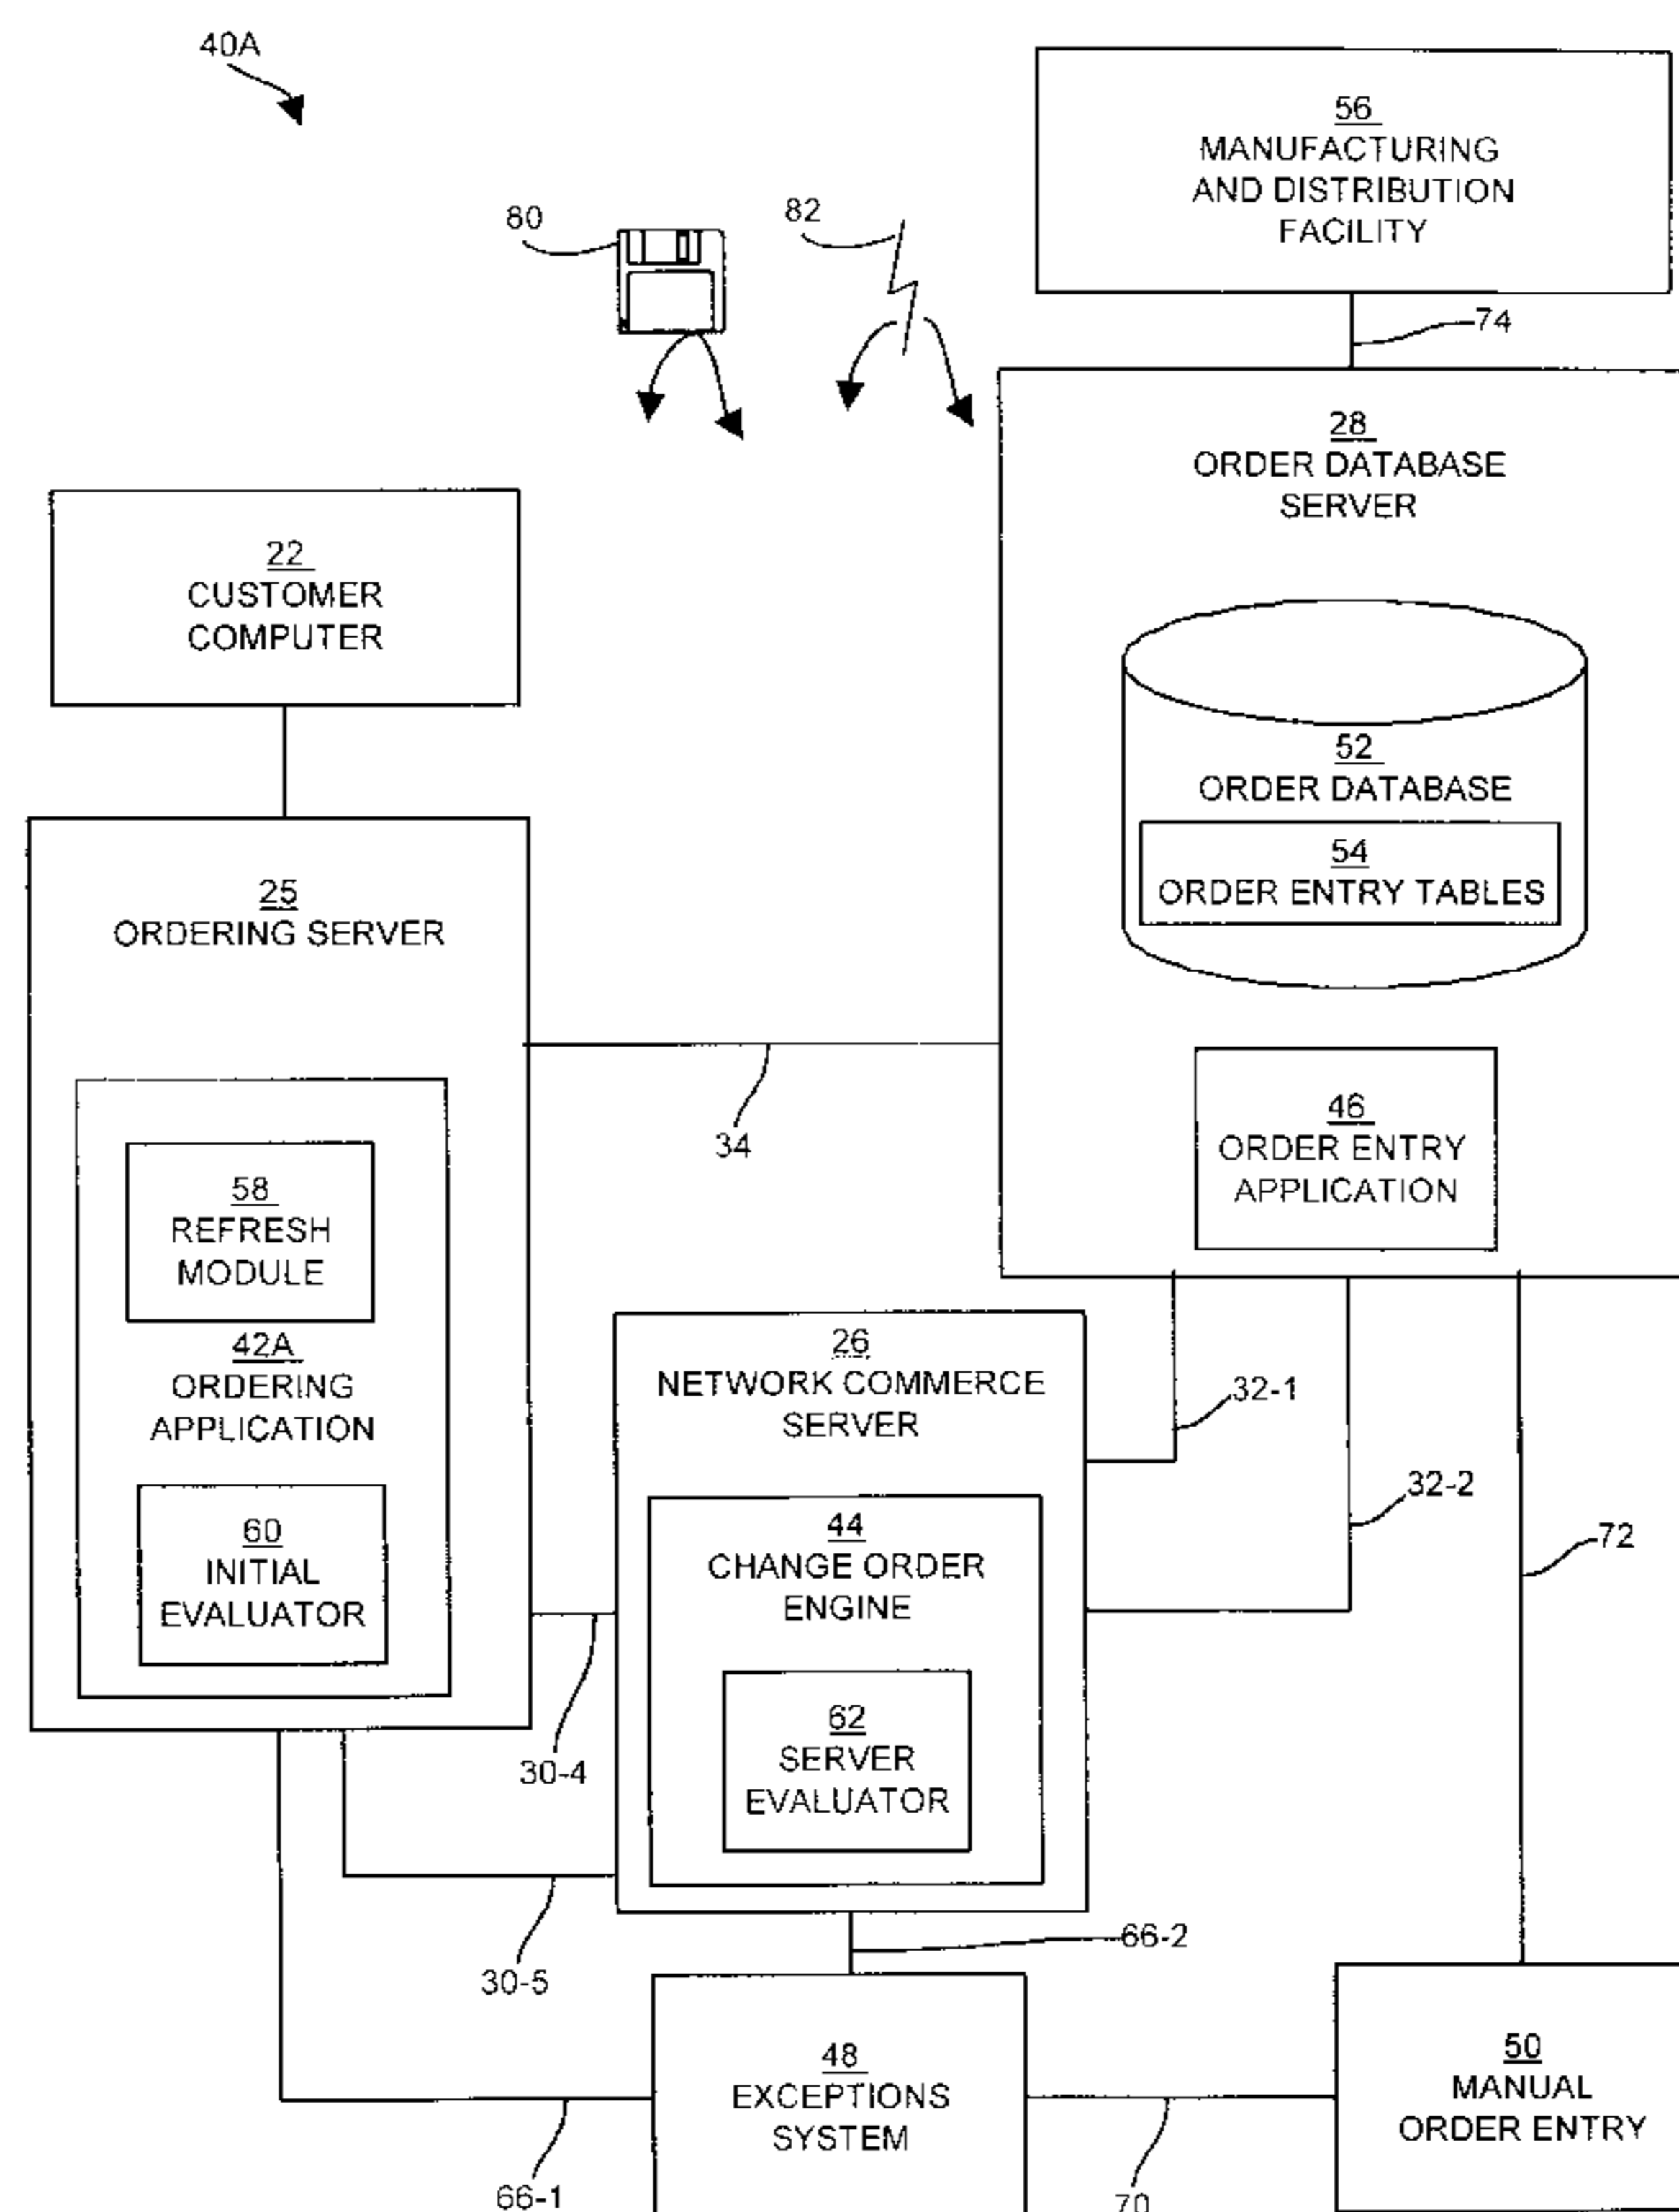 40A
56
MANUFACTURING
AND DISTRIBUTION
FACILITY
80
82
74
28
ORDER DATABASE
SERVER
22
CUSTOMER
COMPUTER
52
ORDER DATABASE
54
ORDER ENTRY TABLES
25
ORDERING SERVER
34
46
ORDER ENTRY
APPLICATION
58
REFRESH
MODULE
42A
ORDERING
APPLICATION
60
INITIAL
EVALUATOR
26
NETWORK COMMERCE
SERVER
32-1
32-2
72
44
CHANGE ORDER
ENGINE
62
SERVER
EVALUATOR
30-4
30-5
66-2
48
EXCEPTIONS
SYSTEM
50
MANUAL
ORDER ENTRY
66-1
70